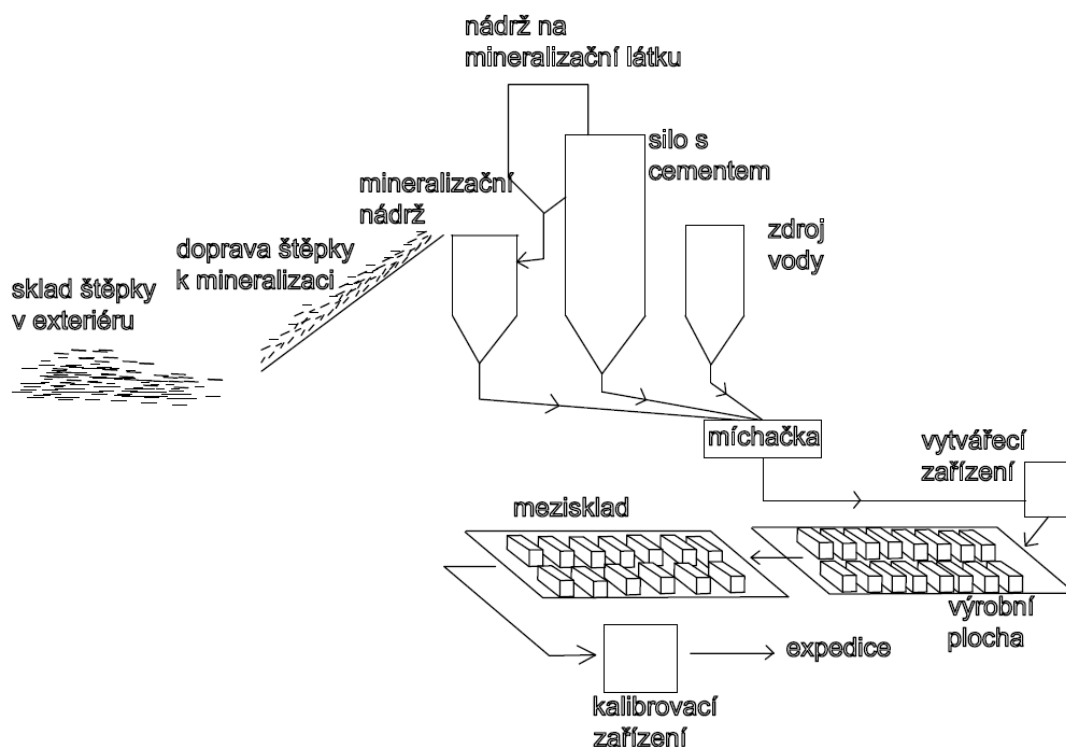 nádrž na
mineralizační látku
silo s
cementem
mineralizační
nádrž
zdroj
vody
doprava štěpky
k mineralizaci
sklad štěpky
v exteriéru
míchačka
vytvářecí
zařízení
mezisklad
výrobní
plocha
expedice
kalibrovací
zařízení